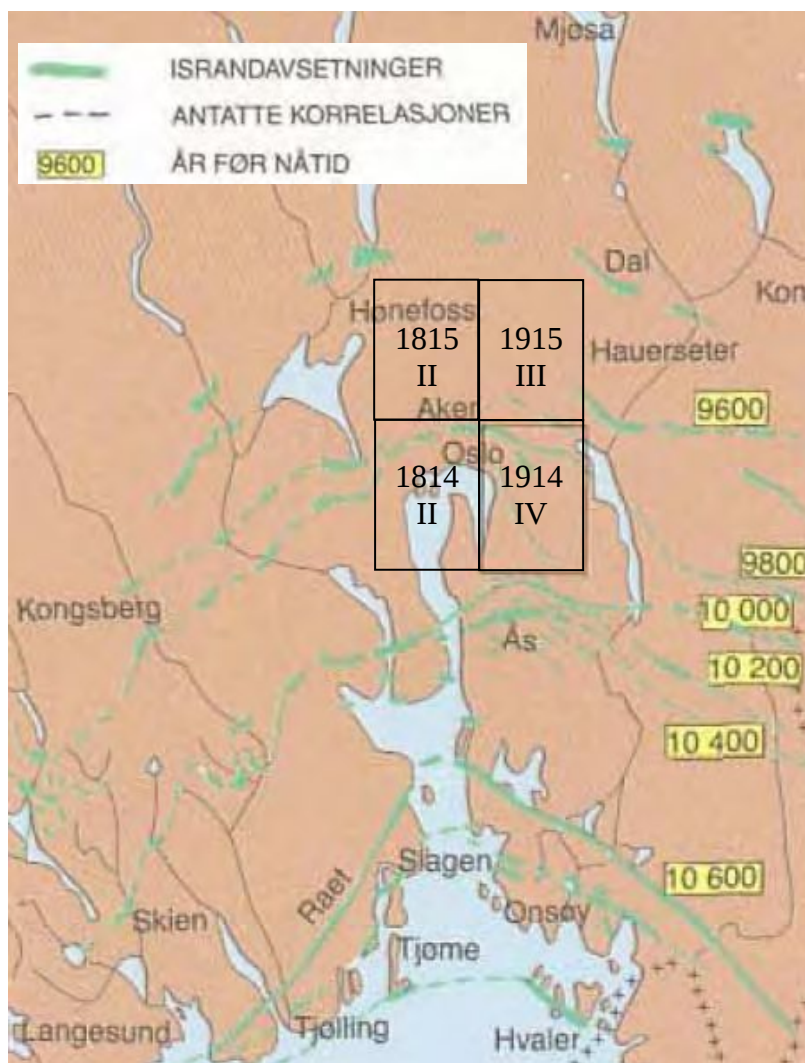 Mjøsa
ISRANDAVSETNINGER
ANTATTE KORRELASJONER
9600 ÅR FØR NÅTID
Dal
Kon
Hønefoss
1815
II
1915
III
Hauerseter
Aker
9600
Oslo
1814
II
1914
IV
9800
Kongsberg
10 000
Ås
10 200
10 400
Slagen
10 600
Raet
Skien
Onsøy
Tjøme
Langesund
Tjølling
Hvaler